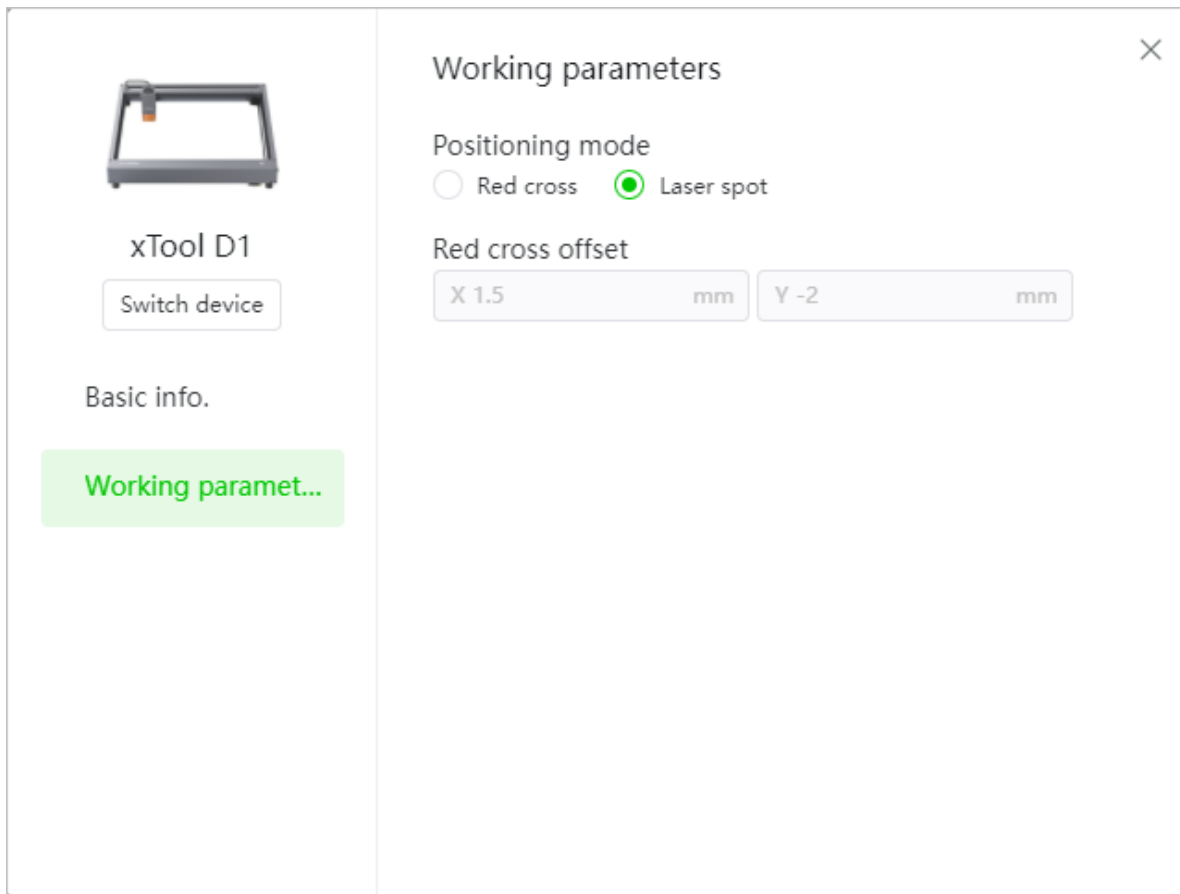 xTool D1
Switch device
Basic info.
Working paramet...
Working parameters
Positioning mode
Red cross Laser spot
Red cross offset
X 1.5 mm Y -2 mm